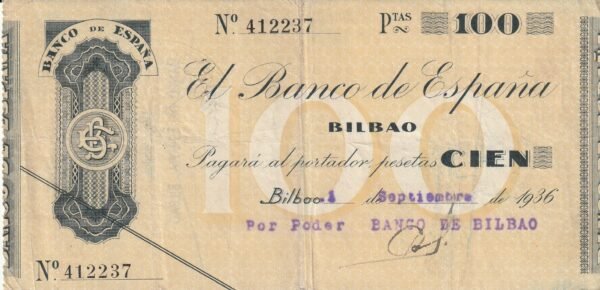 Nº 412237 PTAS 100
BANCO DE ESPAÑA
El Banco de España
100
BILBAO
Pagará al portador pesetas CIEN
Bilbao 1 de Septiembre de 1936
Por Poder BANCO DE BILBAO
Nº 412237